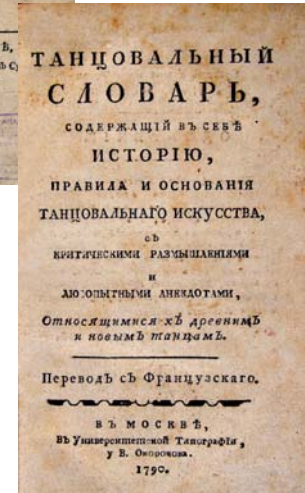 ТАНЦОВАЛЬНЫЙ
СЛОВАРЬ,
СОДЕРЖАЩІЙ ВЪ СЕБѢ
ИСТОРІЮ,
ПРАВИЛА И ОСНОВАНІЯ
ТАНЦОВАЛЬНАГО ИСКУССТВА,
СЪ
КРИТИЧЕСКИМИ РАЗМЫШЛЕНІЯМИ
И
ЛЮБОПЫТНЫМИ АНЕКДОТАМИ,
Относящимися къ древнимъ
и новымъ танцамъ.
Переводъ съ Французскаго.
ВЪ МОСКВѢ,
Въ Университетской Типографіи,
у В. Окорокова.
1790.